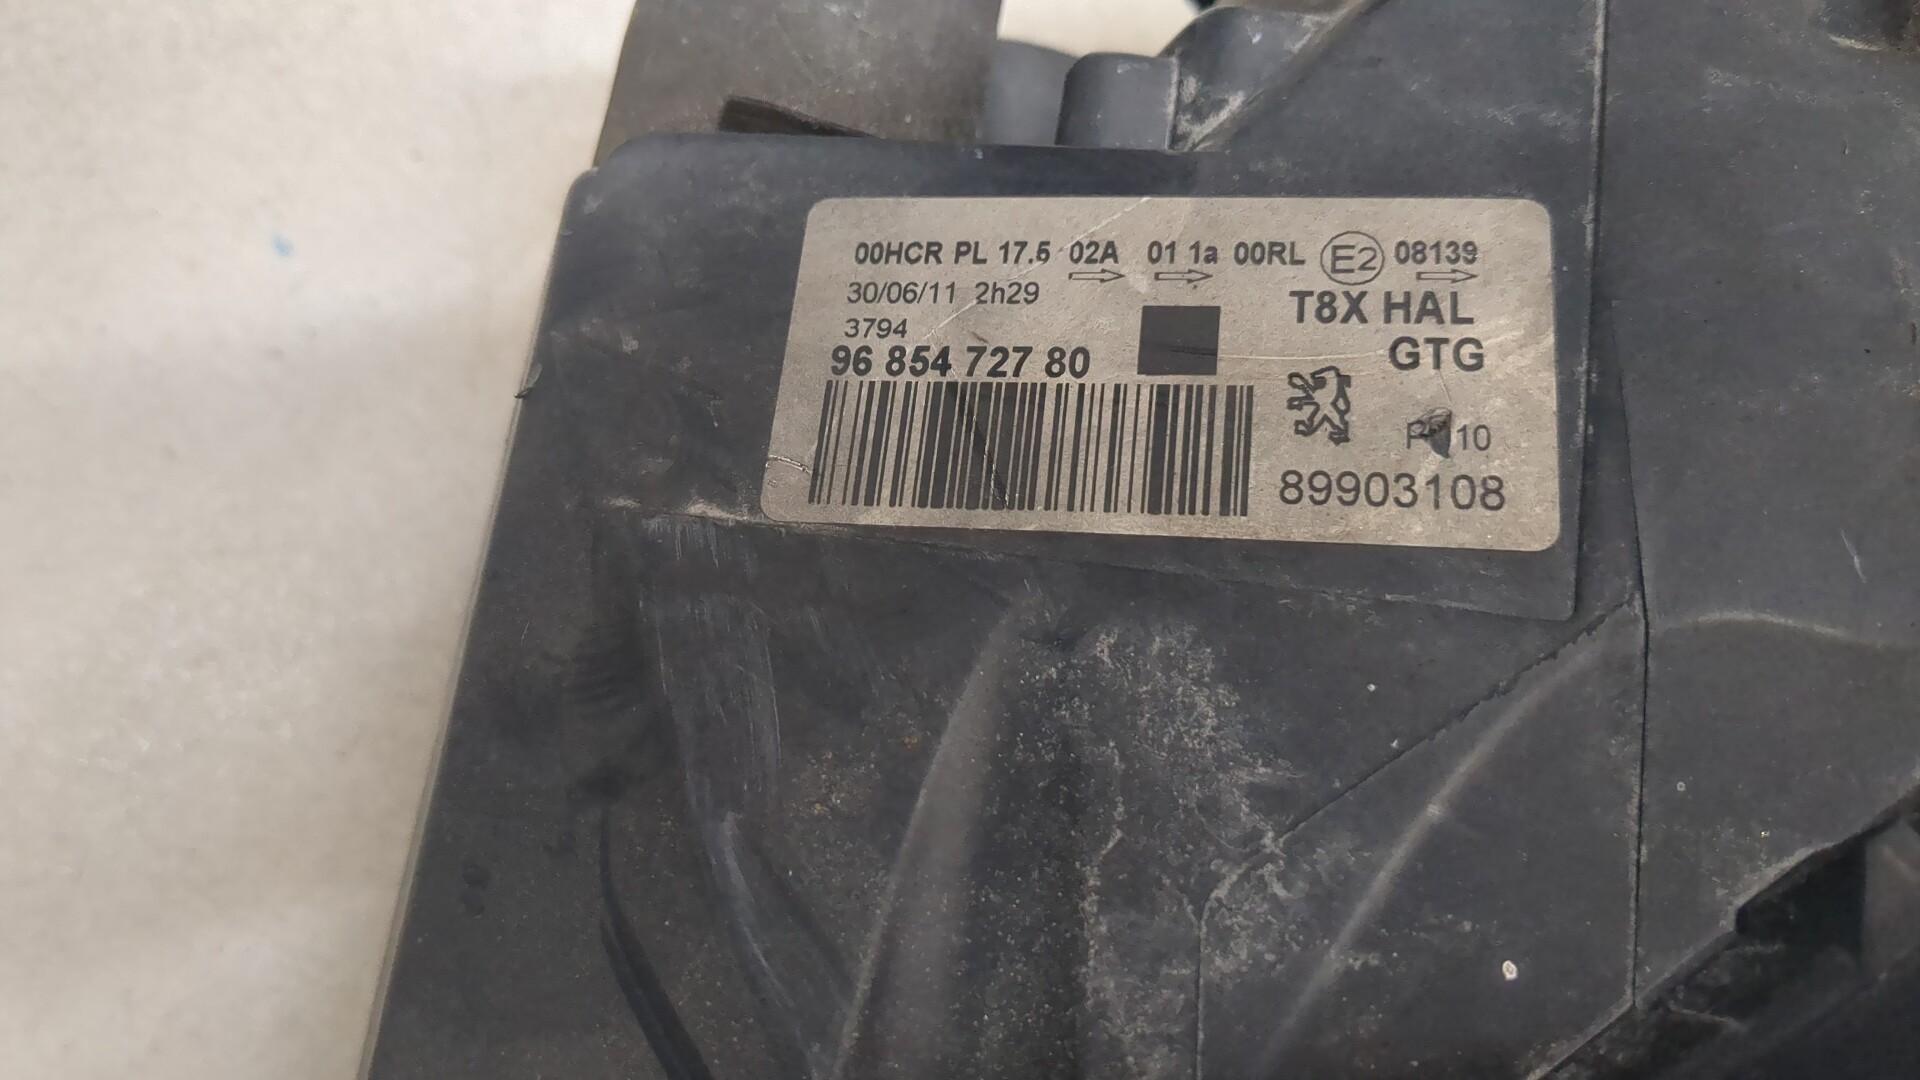 00HCR PL 17.5 02A 01 1a 00RL E2 08139
30/06/11 2h29
T8X HAL
3794
GTG
96 854 727 80
10
89903108